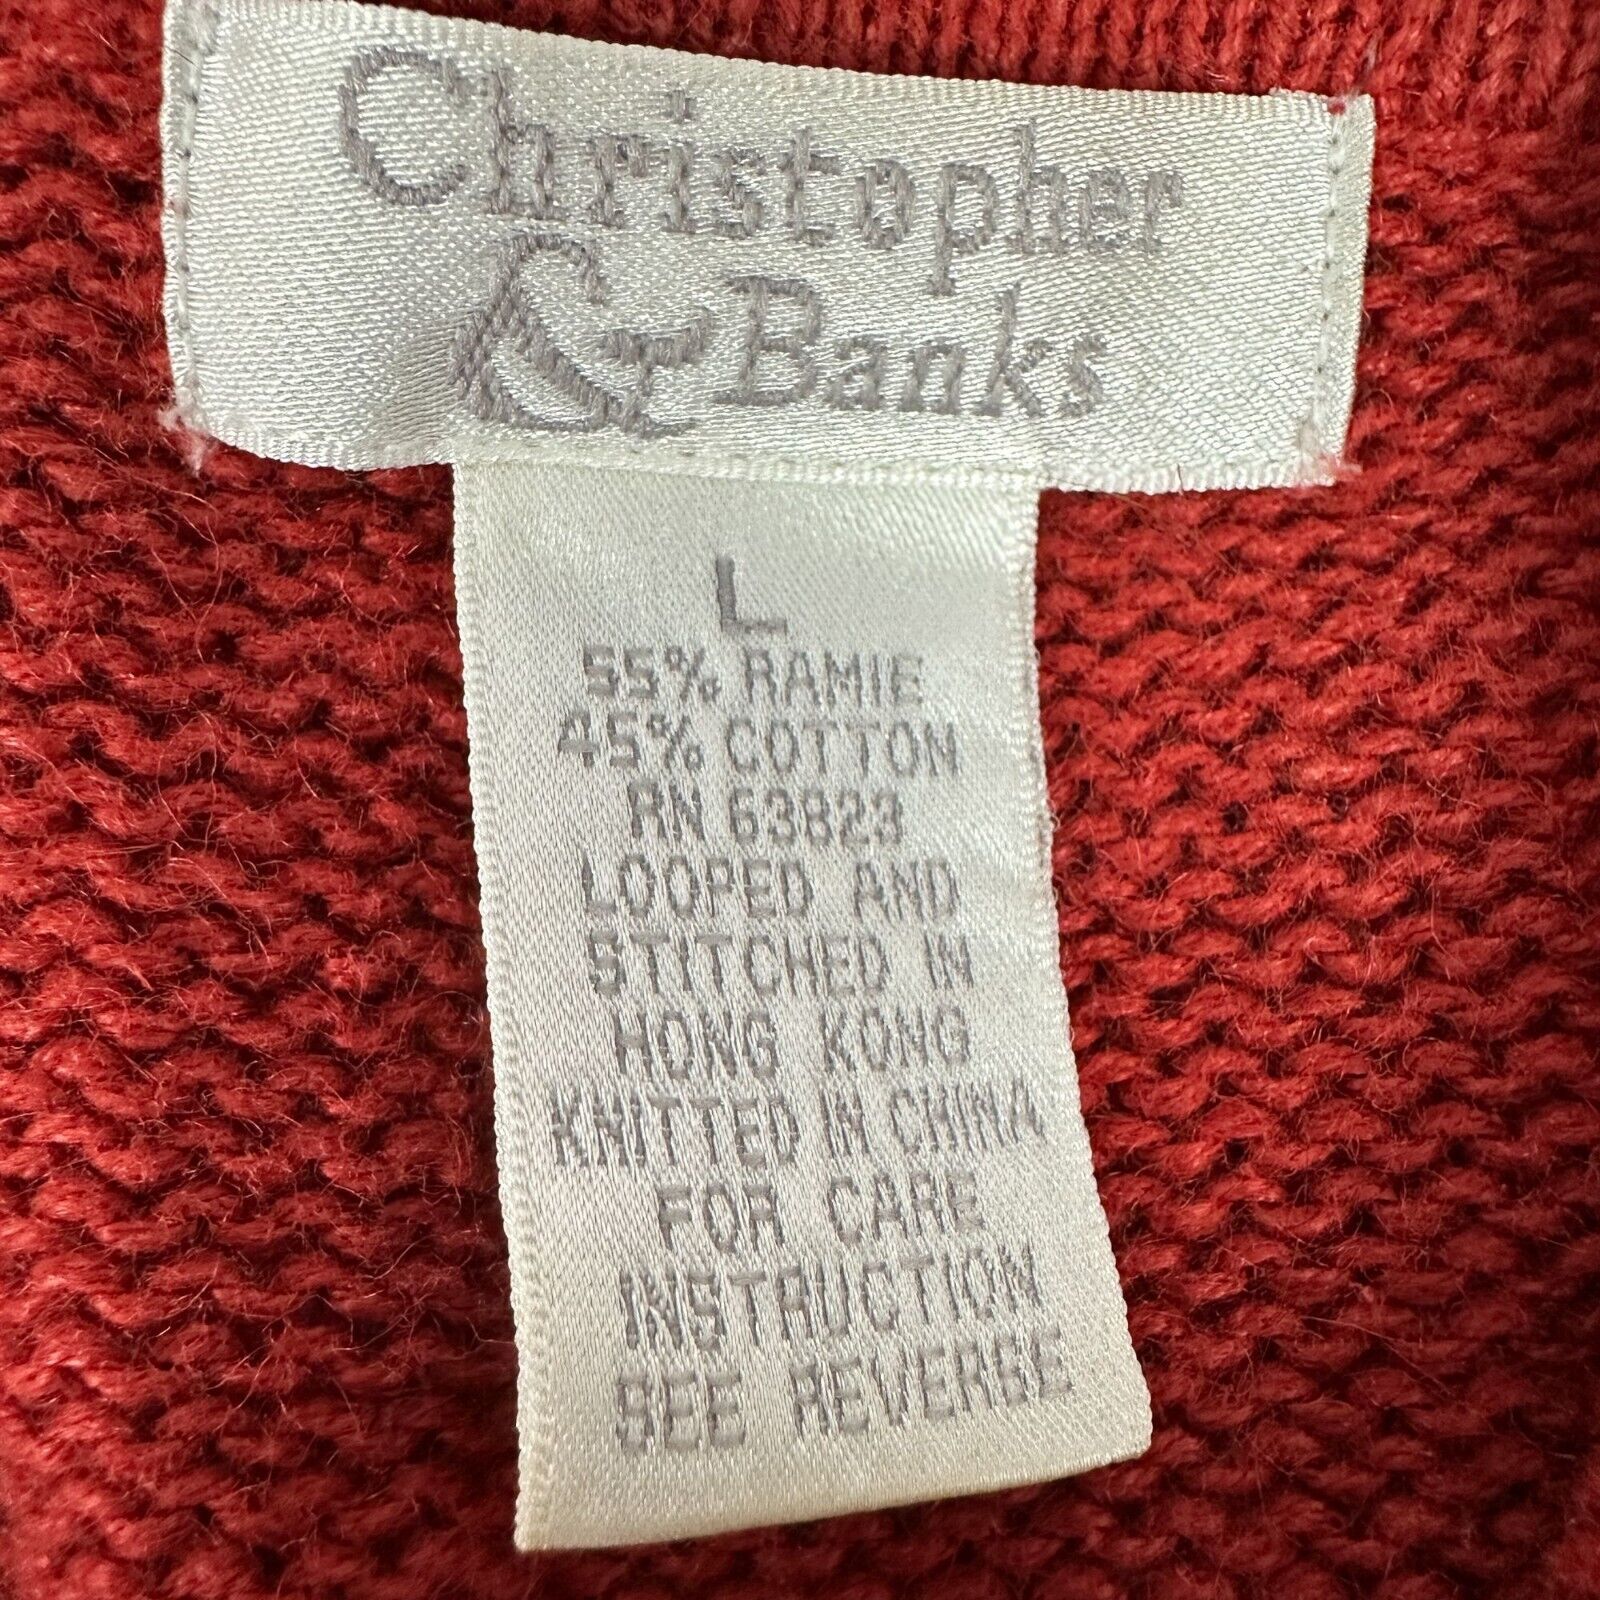 Christopher
& Banks
L
55% RAMIE
45% COTTON
RN 63823
LOOPED AND
STITCHED IN
HONG KONG
KNITTED IN CHINA
FOR CARE
INSTRUCTION
SEE REVERSE